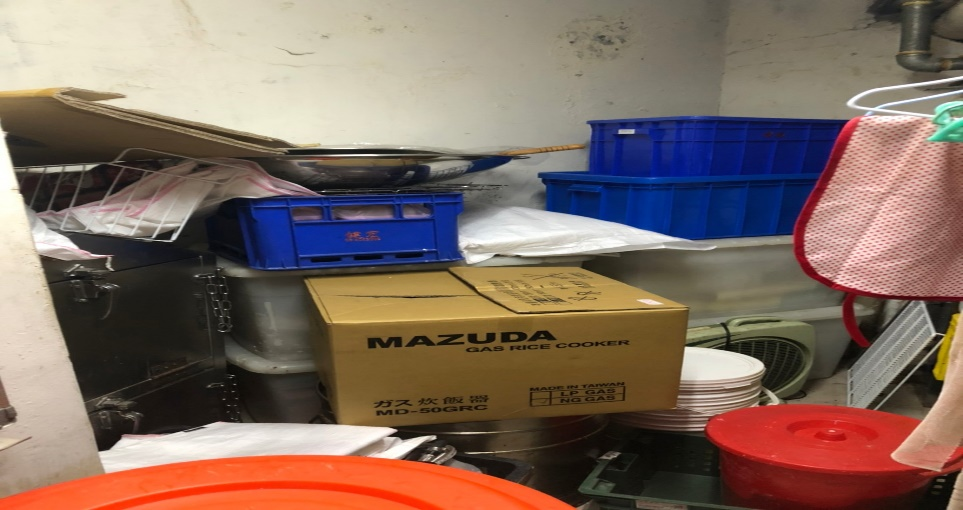 MAZUDA
GAS RICE COOKER
MADE IN TAIWAN
LP GAS
NG GAS
ガス炊飯器
MD-50GRC